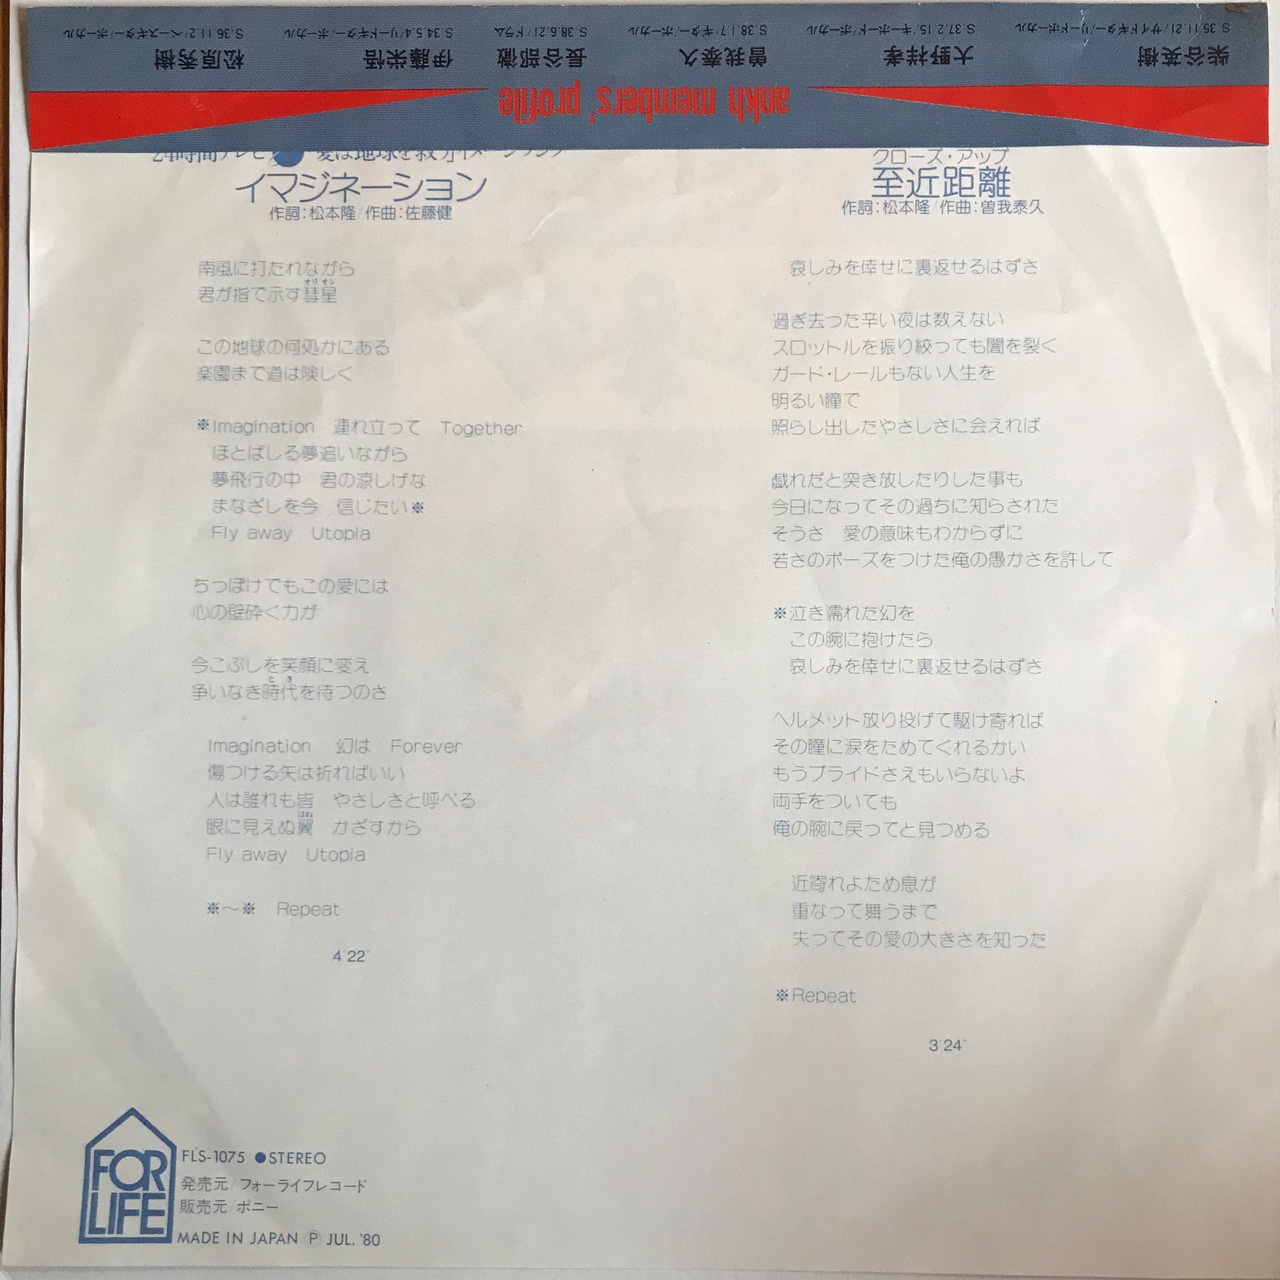 ankh members' profile
柴谷英樹
S.35.11.21/サイドギター/リードボーカル
大野祥孝
S.37.2.15/キーボード・ボーカル
曽我泰久
S.38.1.7/ギター/ボーカル
長谷部徹
S.38.6.21/ドラム
伊藤栄悟
S.34.5.4/リードギター/ボーカル
松原秀樹
S.36.11.2/ベースギター/ボーカル
24時間テレビ 愛は地球を救う
イマジネーション
作詞:松本隆/作曲:佐藤健
南風に打たれながら
君が指で示す彗星
オリオン
この地球の何処かにある
楽園まで道は険しく
※Imagination 連れ立って Together
ほとばしる夢追いながら
夢飛行の中 君の涼しげな
まなざしを今 信じたい※
Fly away Utopia
ちっぽけでもこの愛には
心の壁砕く力が
今こぶしを笑顔に変え
争いなき時代を待つのさ
とき
Imagination 幻は Forever
傷つける矢は折ればいい
人は誰れも皆 やさしさと呼べる
眼に見えぬ翼 かざすから
はね
Fly away Utopia
※〜※ Repeat
4′22″
クローズ・アップ
至近距離
作詞:松本隆/作曲:曽我泰久
哀しみを倖せに裏返せるはずさ
過ぎ去った辛い夜は数えない
スロットルを振り絞っても闇を裂く
ガード・レールもない人生を
明るい瞳で
照らし出したやさしさに会えれば
戯れだと突き放したりした事も
今日になってその過ちに知らされた
そうさ 愛の意味もわからずに
若さのポーズをつけた俺の愚かさを許して
※泣き濡れた幻を
この腕に抱けたら
哀しみを倖せに裏返せるはずさ
ヘルメット放り投げて駆け寄れば
その瞳に涙をためてくれるかい
もうプライドさえもいらないよ
両手をついても
俺の腕に戻ってと見つめる
近寄れよため息が
重なって舞うまで
失ってその愛の大きさを知った
※Repeat
3′24″
FOR LIFE
FLS-1075 ●STEREO
発売元/フォーライフレコード
販売元/ポニー
MADE IN JAPAN Ⓟ JUL. '80